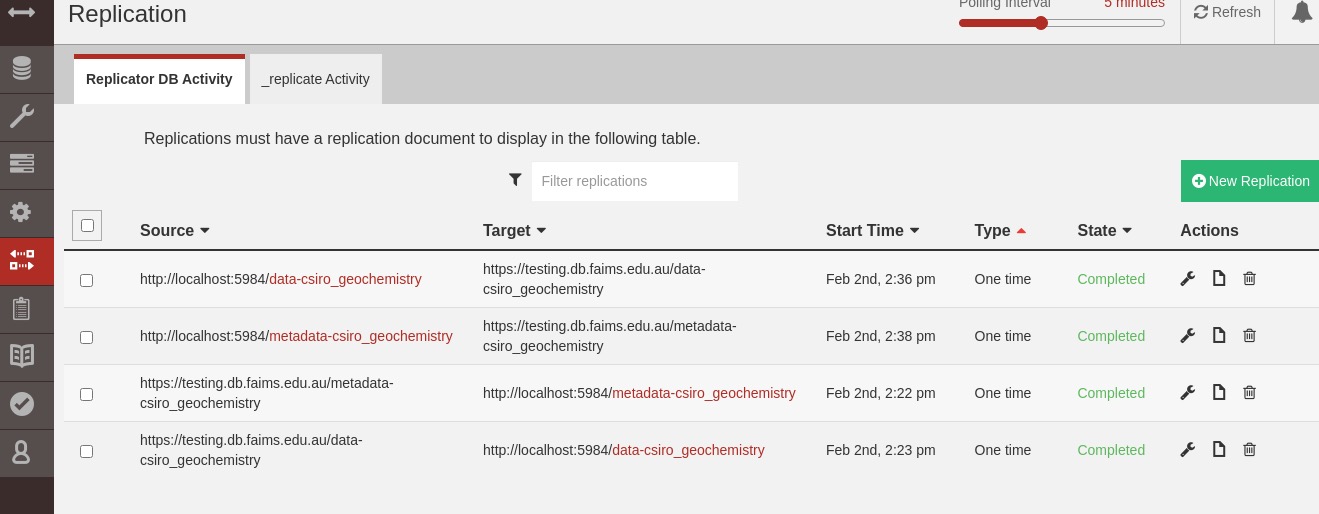 Replication
Polling Interval 5 minutes
Refresh
Replicator DB Activity
_replicate Activity
Replications must have a replication document to display in the following table.
Filter replications
New Replication
Source Target Start Time Type State Actions
http://localhost:5984/data-csiro_geochemistry https://testing.db.faims.edu.au/data- Feb 2nd, 2:36 pm One time Completed
csiro_geochemistry
http://localhost:5984/metadata-csiro_geochemistry https://testing.db.faims.edu.au/metadata- Feb 2nd, 2:38 pm One time Completed
csiro_geochemistry
https://testing.db.faims.edu.au/metadata- http://localhost:5984/metadata-csiro_geochemistry Feb 2nd, 2:22 pm One time Completed
csiro_geochemistry
https://testing.db.faims.edu.au/data- http://localhost:5984/data-csiro_geochemistry Feb 2nd, 2:23 pm One time Completed
csiro_geochemistry